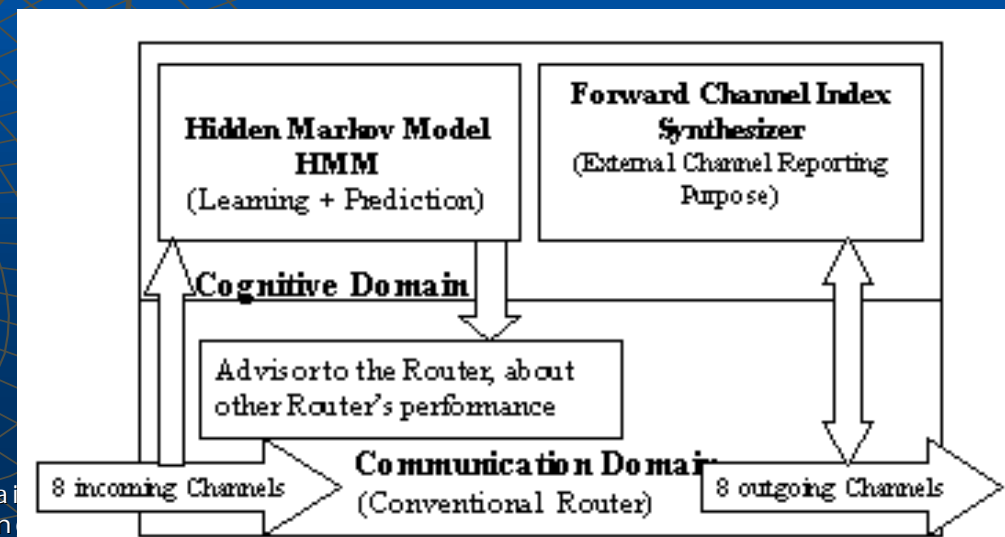 Hidden Markov Model
HMM
(Learning + Prediction)
Forward Channel Index
Synthesizer
(External Channel Reporting
Purpose)
Cognitive Domain
Advisor to the Router, about
other Router's performance
Communication Domain
(Conventional Router)
8 incoming Channels
8 outgoing Channels